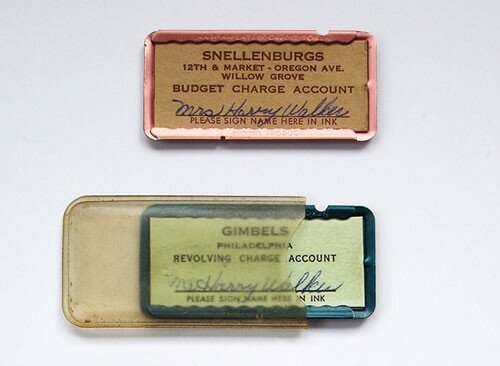 SNELLENBURGS
12TH & MARKET - OREGON AVE.
WILLOW GROVE
BUDGET CHARGE ACCOUNT
Mrs Harry Walker
PLEASE SIGN NAME HERE IN INK
GIMBELS
PHILADELPHIA
REVOLVING CHARGE ACCOUNT
Mrs Harry Walker
PLEASE SIGN NAME HERE IN INK